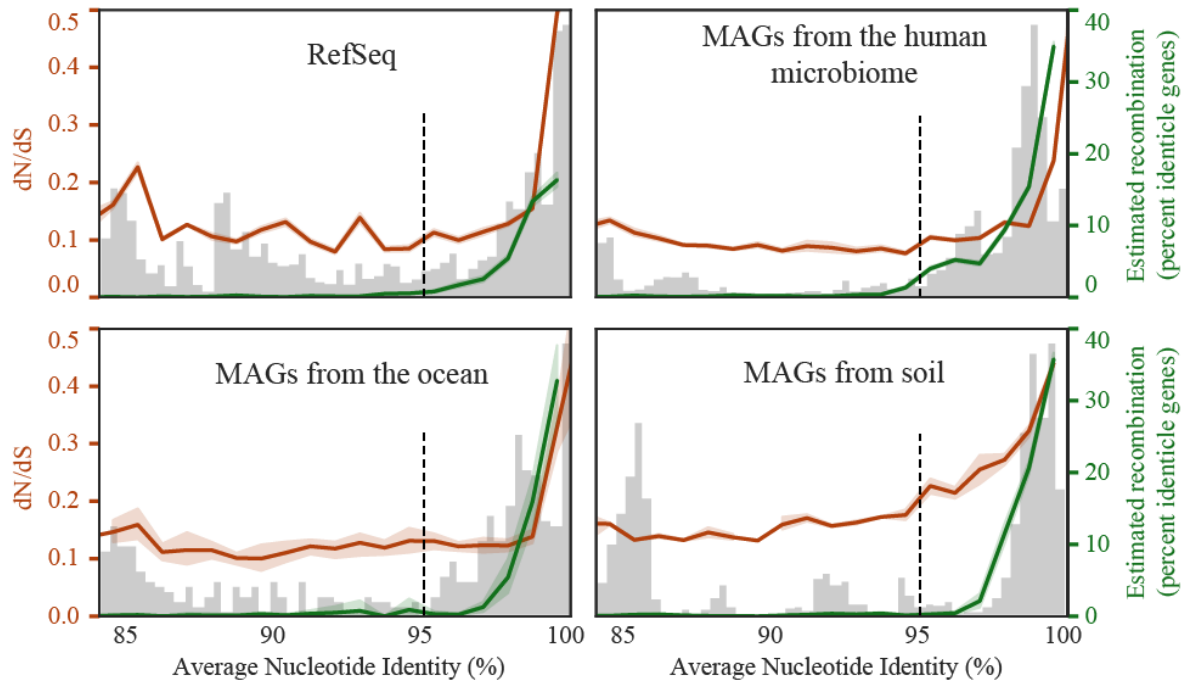 0.5
0.4
0.3
0.2
0.1
0.0
dN/dS
RefSeq
MAGs from the human
microbiome
40
30
20
10
0
Estimated recombination
(percent identicle genes)
0.5
0.4
0.3
0.2
0.1
0.0
dN/dS
MAGs from the ocean
85 90 95 100
Average Nucleotide Identity (%)
MAGs from soil
85 90 95 100
Average Nucleotide Identity (%)
40
30
20
10
0
Estimated recombination
(percent identicle genes)